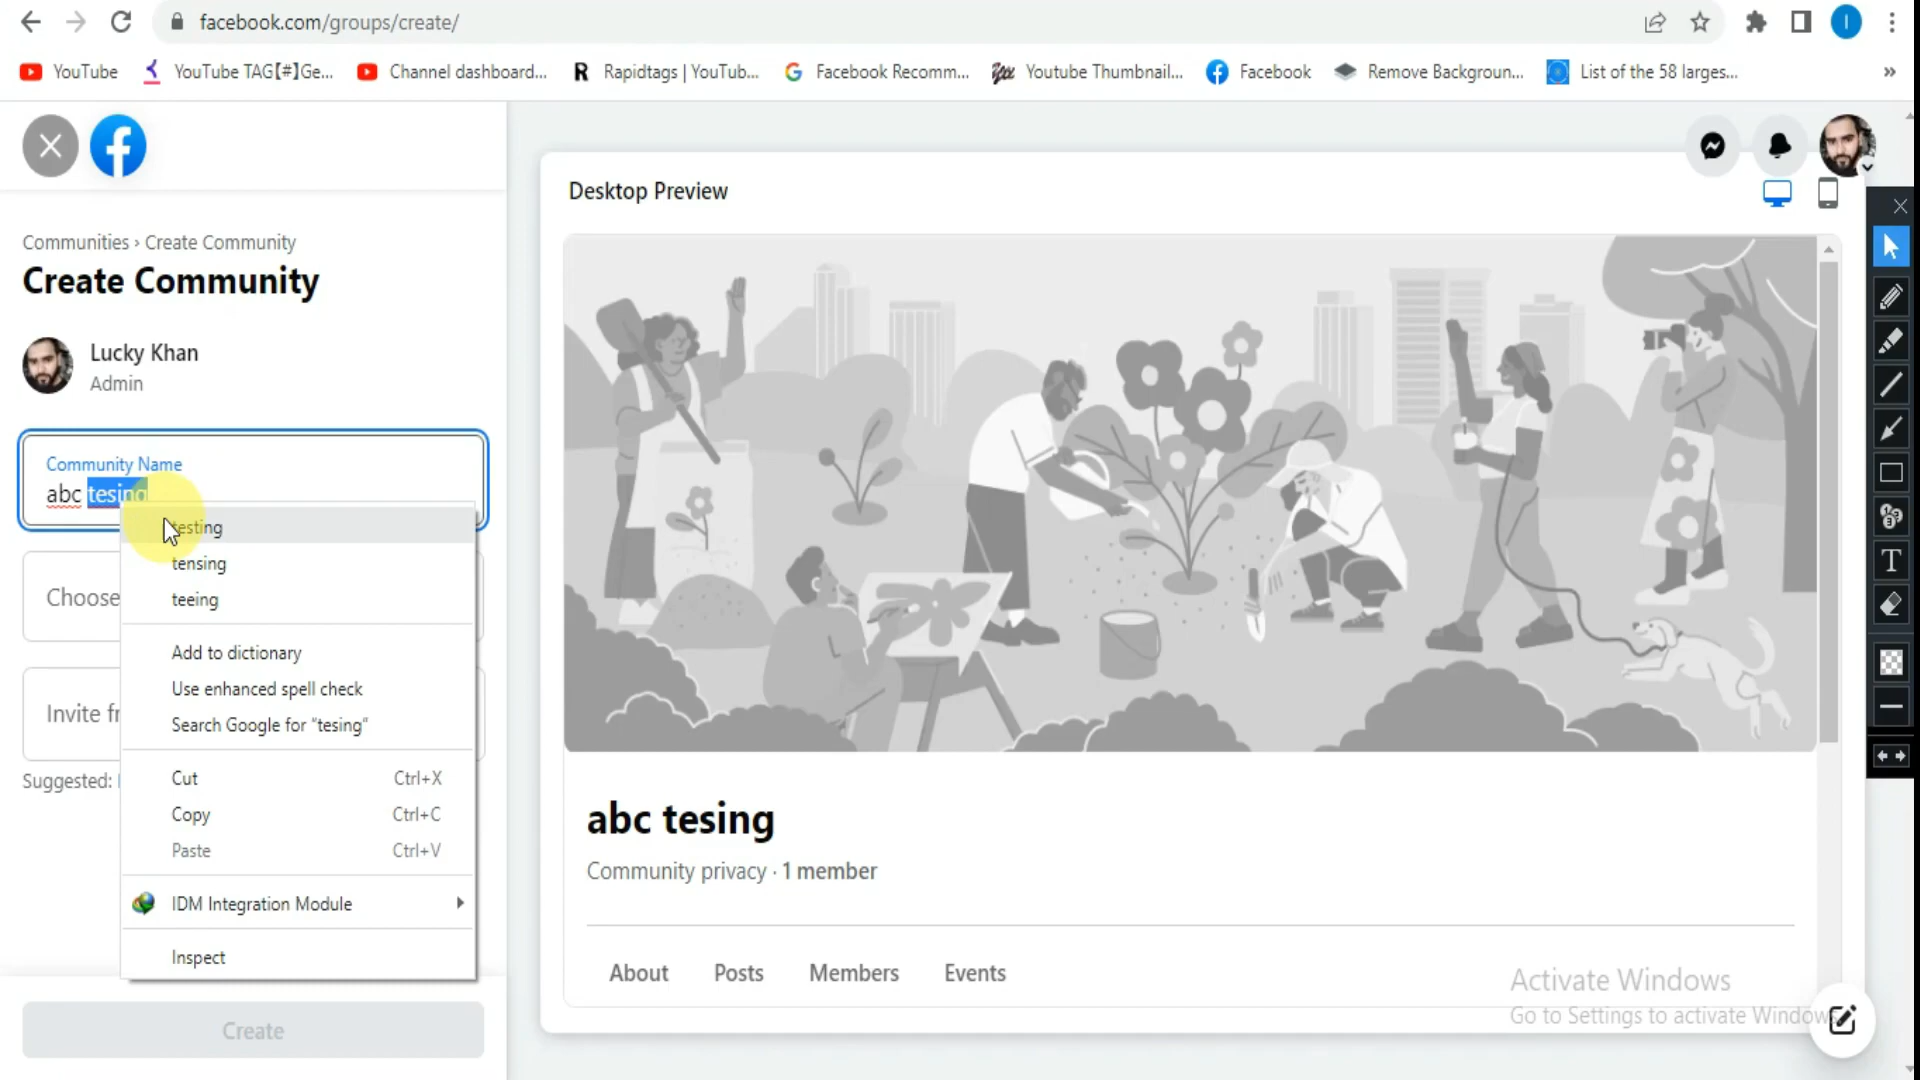 facebook.com/groups/create/
I
YouTube
YouTube TAG【#】Ge...
Channel dashboard...
Rapidtags | YouTub...
Facebook Recomm...
Youtube Thumbnail...
Facebook
Remove Backgroun...
List of the 58 larges...
»
Desktop Preview
Communities › Create Community
Create Community
Lucky Khan
Admin
Community Name
abc tesing
testing
tensing
teeing
Choose
Add to dictionary
Use enhanced spell check
Search Google for “tesing”
Invite fr
Suggested:
Cut Ctrl+X
Copy Ctrl+C
Paste Ctrl+V
IDM Integration Module
Inspect
Create
abc tesing
Community privacy · 1 member
About Posts Members Events
Activate Windows
Go to Settings to activate Windows
T